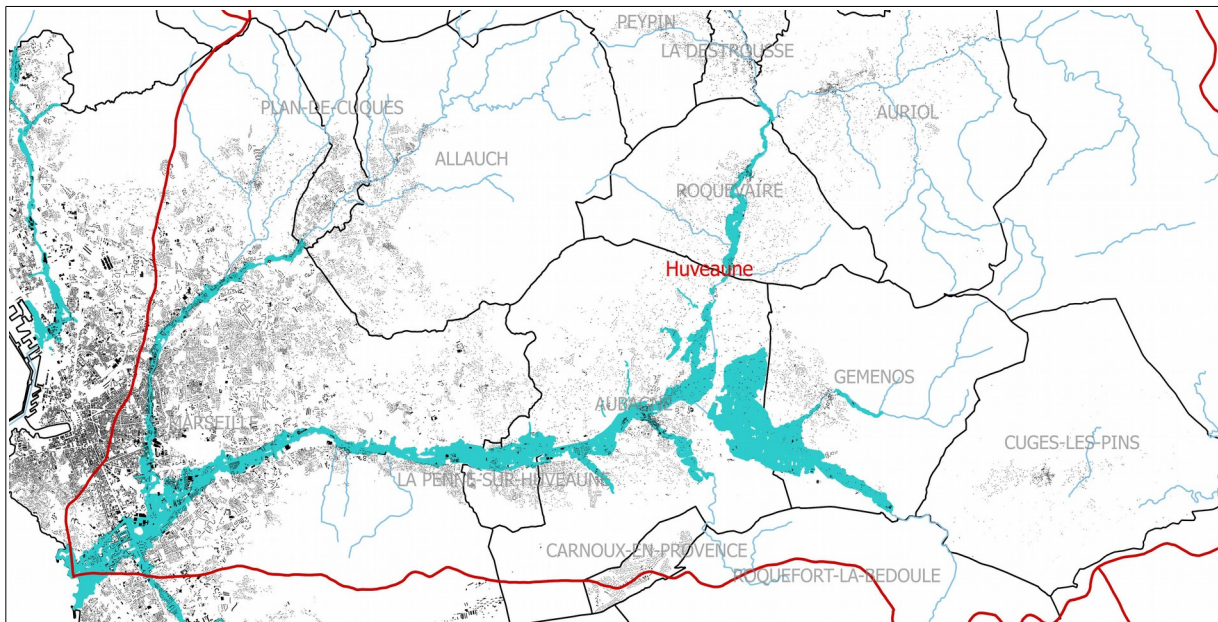 PEYPIN
LA DESTROUSSE
PLAN-DE-CUQUES
AURIOL
ALLAUCH
ROQUEVAIRE
Huveaune
GEMENOS
AUBAGNE
MARSEILLE
CUGES-LES-PINS
LA PENNE-SUR-HUVEAUNE
CARNOUX-EN-PROVENCE
ROQUEFORT-LA-BEDOULE